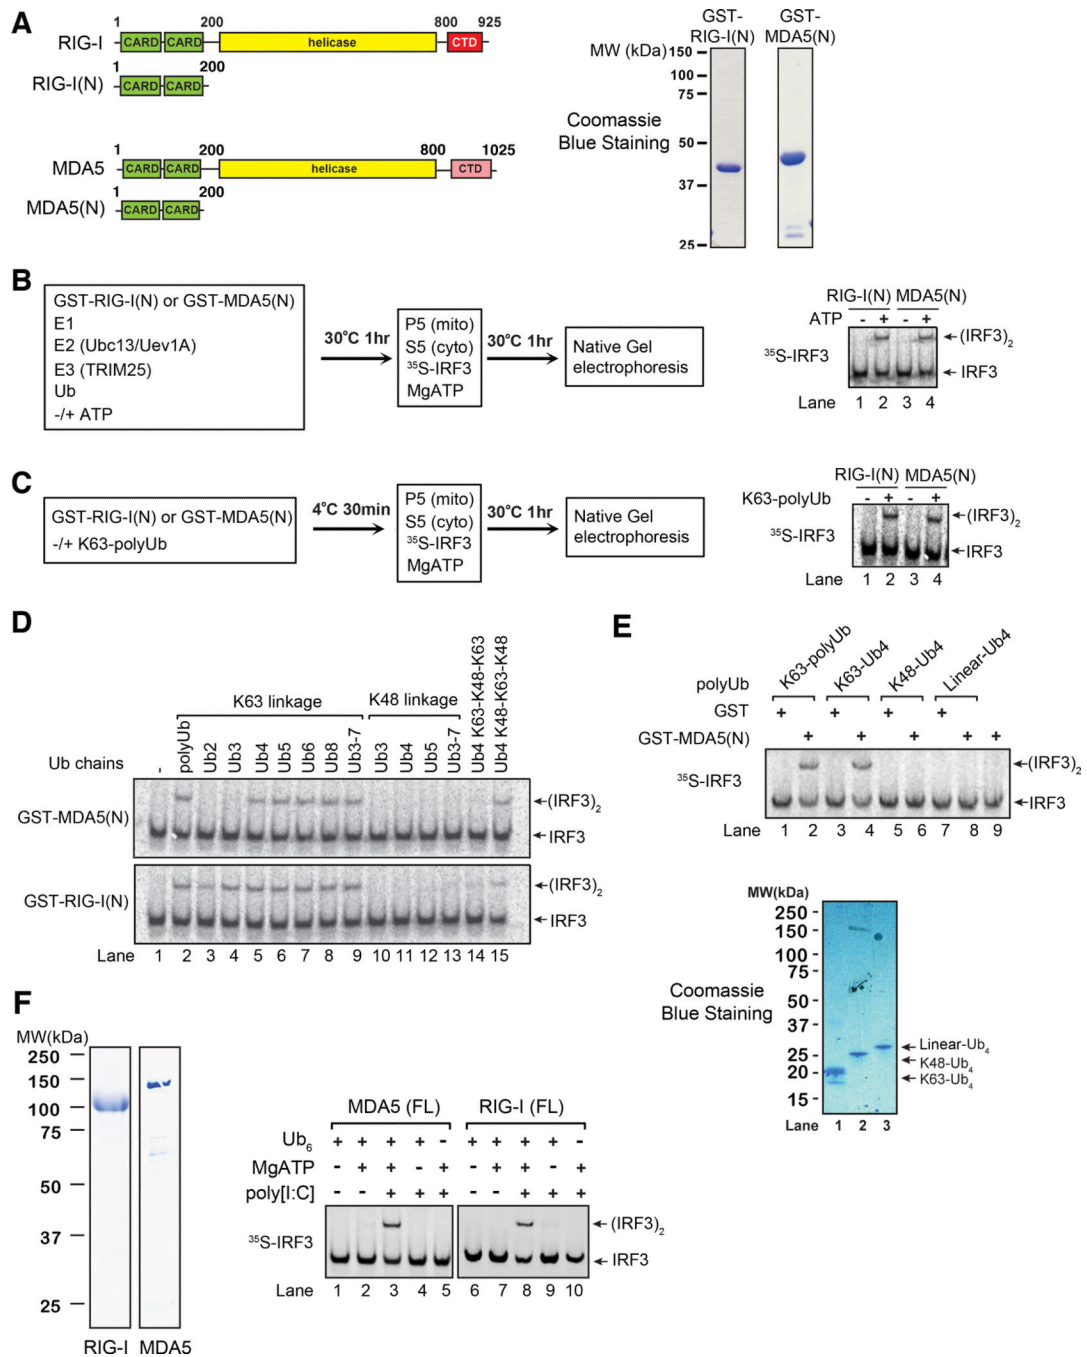 A
1 200 800 925
RIG-I CARD CARD helicase CTD
1 200
RIG-I(N) CARD CARD
1 200 800 1025
MDA5 CARD CARD helicase CTD
1 200
MDA5(N) CARD CARD
GST-
RIG-I(N)
GST-
MDA5(N)
MW (kDa)
150
100
75
50
37
25
Coomassie
Blue Staining
B
GST-RIG-I(N) or GST-MDA5(N)
E1
E2 (Ubc13/Uev1A)
E3 (TRIM25)
Ub
-/+ ATP
30°C 1hr
P5 (mito)
S5 (cyto)
³⁵S-IRF3
MgATP
30°C 1hr
Native Gel
electrophoresis
RIG-I(N) MDA5(N)
ATP - + - +
³⁵S-IRF3
(IRF3)₂
IRF3
Lane 1 2 3 4
C
GST-RIG-I(N) or GST-MDA5(N)
-/+ K63-polyUb
4°C 30min
P5 (mito)
S5 (cyto)
³⁵S-IRF3
MgATP
30°C 1hr
Native Gel
electrophoresis
RIG-I(N) MDA5(N)
K63-polyUb - + - +
³⁵S-IRF3
(IRF3)₂
IRF3
Lane 1 2 3 4
D
K63 linkage K48 linkage
Ub chains - polyUb Ub2 Ub3 Ub4 Ub5 Ub6 Ub8 Ub3-7 Ub3 Ub4 Ub5 Ub3-7 Ub4 K63-K48-K63 Ub4 K48-K63-K48
GST-MDA5(N)
(IRF3)₂
IRF3
GST-RIG-I(N)
(IRF3)₂
IRF3
Lane 1 2 3 4 5 6 7 8 9 10 11 12 13 14 15
E
polyUb K63-polyUb K63-Ub4 K48-Ub4 Linear-Ub4
GST + + + +
GST-MDA5(N) + + + + +
³⁵S-IRF3
(IRF3)₂
IRF3
Lane 1 2 3 4 5 6 7 8 9
MW(kDa)
250
150
100
75
50
37
25
20
15
Coomassie
Blue Staining
Linear-Ub₄
K48-Ub₄
K63-Ub₄
Lane 1 2 3
F
MW(kDa)
250
150
100
75
50
37
25
RIG-I MDA5
MDA5 (FL) RIG-I (FL)
Ub₆ + + + + - + + + + -
MgATP - + + - + - + + - +
poly[I:C] - - + + + - - + + +
³⁵S-IRF3
(IRF3)₂
IRF3
Lane 1 2 3 4 5 6 7 8 9 10